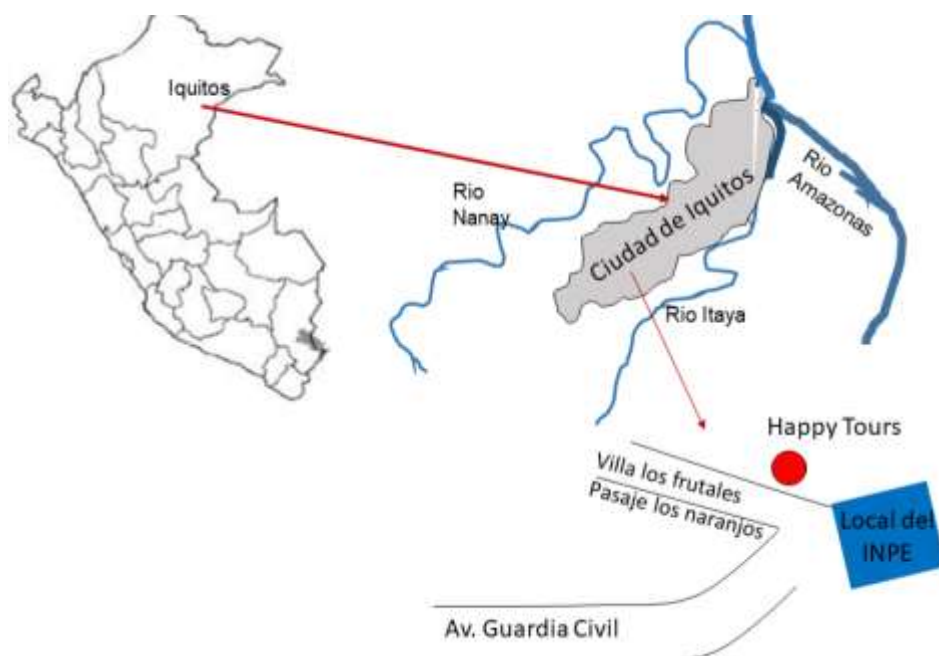 Iquitos
Rio
Nanay
Ciudad de Iquitos
Rio
Amazonas
Rio Itaya
Happy Tours
Villa los frutales
Pasaje los naranjos
Local del
INPE
Av. Guardia Civil